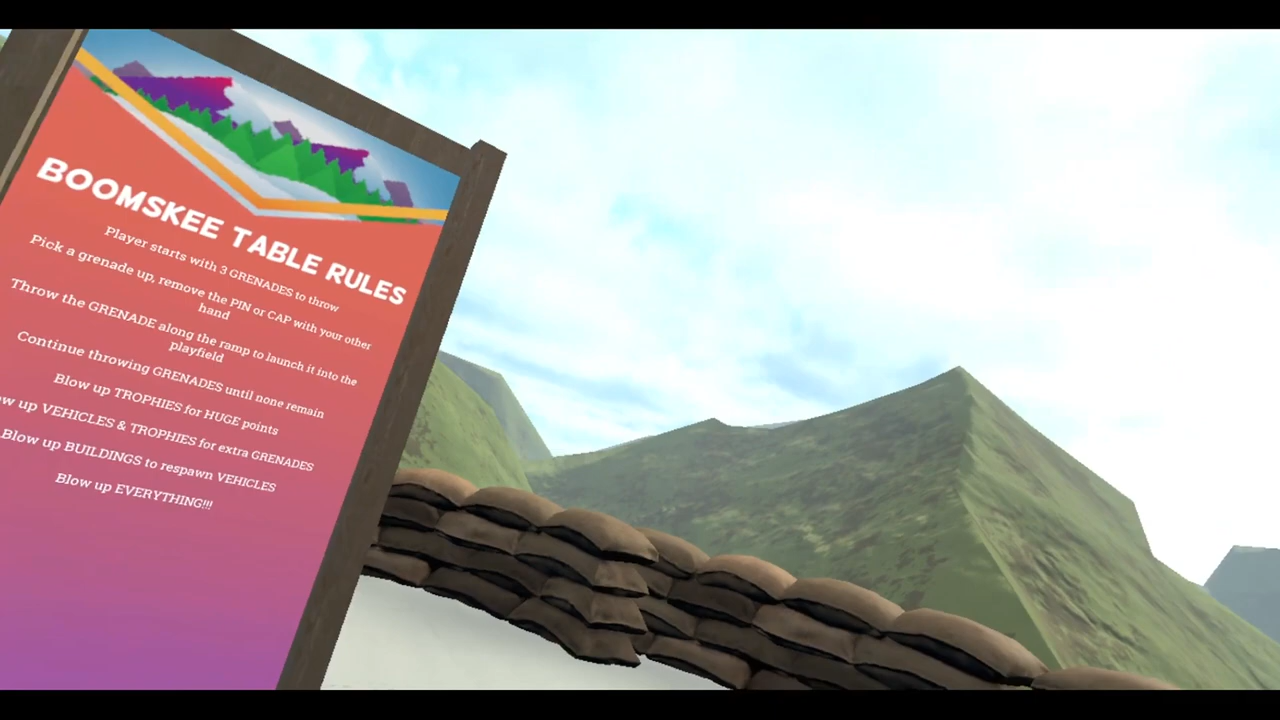 BOOMSKEE TABLE RULES
Player starts with 3 GRENADES to throw
Pick a grenade up, remove the PIN or CAP with your other
hand
Throw the GRENADE along the ramp to launch it into the
playfield
Continue throwing GRENADES until none remain
Blow up TROPHIES for HUGE points
up VEHICLES & TROPHIES for extra GRENADES
Blow up BUILDINGS to respawn VEHICLES
Blow up EVERYTHING!!!